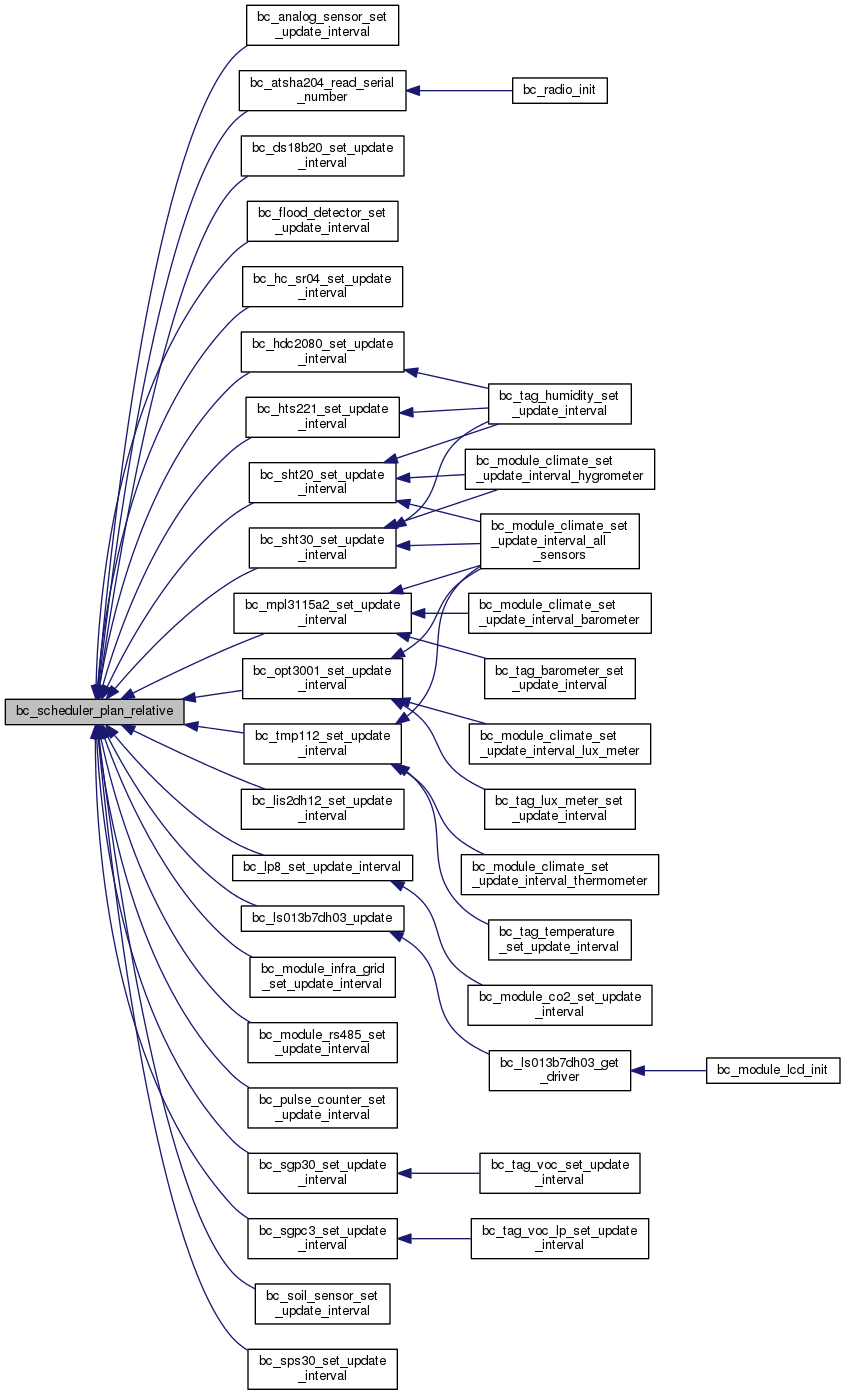 bc_scheduler_plan_relative
bc_analog_sensor_set
_update_interval
bc_atsha204_read_serial
_number
bc_radio_init
bc_ds18b20_set_update
_interval
bc_flood_detector_set
_update_interval
bc_hc_sr04_set_update
_interval
bc_hdc2080_set_update
_interval
bc_tag_humidity_set
_update_interval
bc_hts221_set_update
_interval
bc_sht20_set_update
_interval
bc_module_climate_set
_update_interval_hygrometer
bc_module_climate_set
_update_interval_all
_sensors
bc_sht30_set_update
_interval
bc_mpl3115a2_set_update
_interval
bc_module_climate_set
_update_interval_barometer
bc_tag_barometer_set
_update_interval
bc_opt3001_set_update
_interval
bc_module_climate_set
_update_interval_lux_meter
bc_tag_lux_meter_set
_update_interval
bc_tmp112_set_update
_interval
bc_module_climate_set
_update_interval_thermometer
bc_tag_temperature
_set_update_interval
bc_lis2dh12_set_update
_interval
bc_lp8_set_update_interval
bc_module_co2_set_update
_interval
bc_ls013b7dh03_update
bc_ls013b7dh03_get
_driver
bc_module_lcd_init
bc_module_infra_grid
_set_update_interval
bc_module_rs485_set
_update_interval
bc_pulse_counter_set
_update_interval
bc_sgp30_set_update
_interval
bc_tag_voc_set_update
_interval
bc_sgpc3_set_update
_interval
bc_tag_voc_lp_set_update
_interval
bc_soil_sensor_set
_update_interval
bc_sps30_set_update
_interval